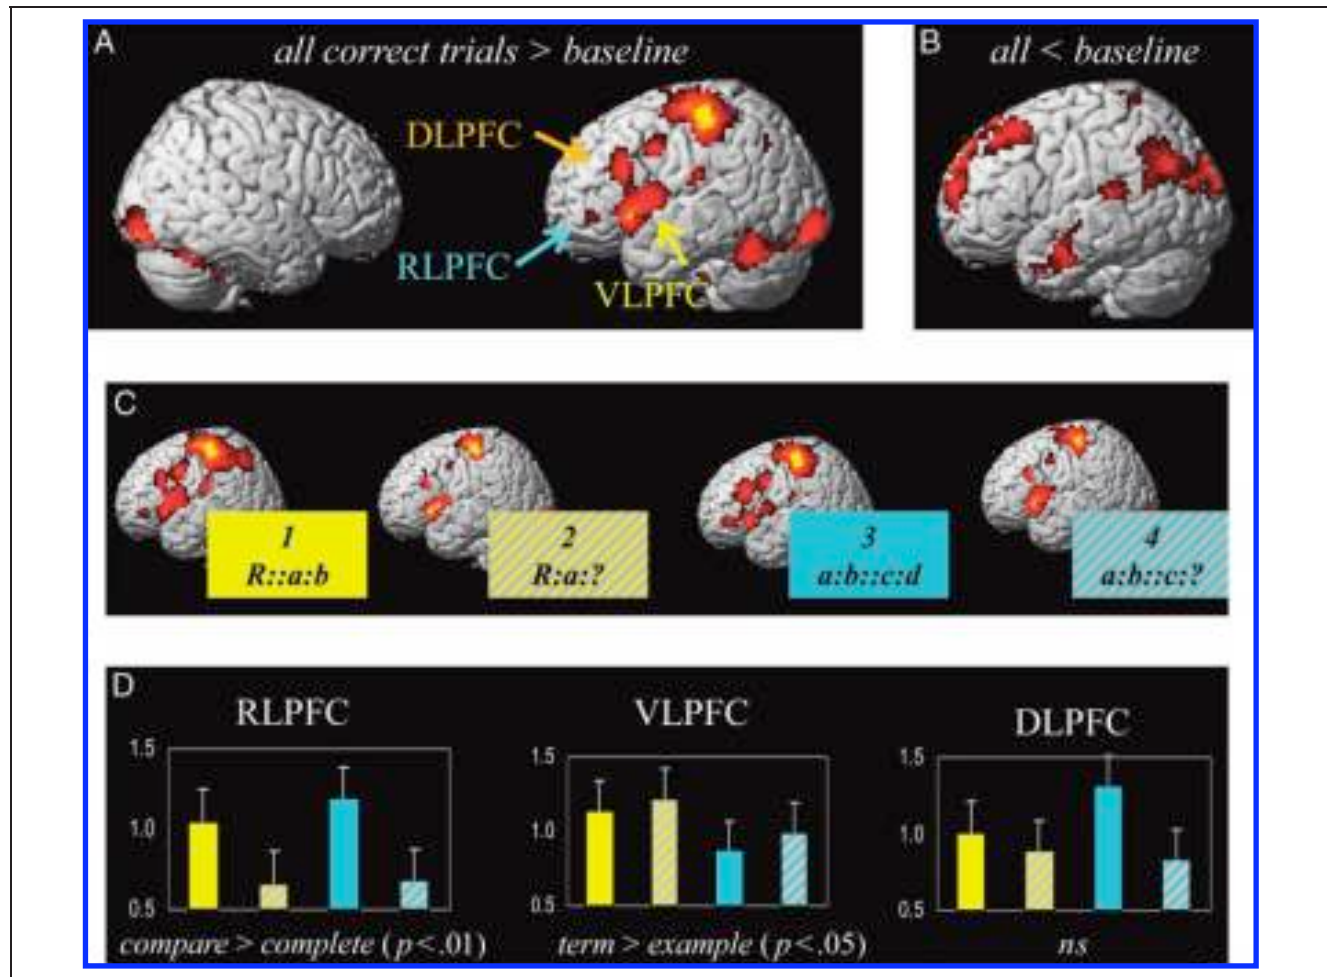 A
all correct trials > baseline
DLPFC
RLPFC
VLPFC
B
all < baseline
C
1
R::a:b
2
R:a:?
3
a:b::c:d
4
a:b::c:?
D
RLPFC
1.5
1.0
0.5
compare > complete (p<.01)
VLPFC
1.5
1.0
0.5
term > example (p<.05)
DLPFC
1.5
1.0
0.5
ns